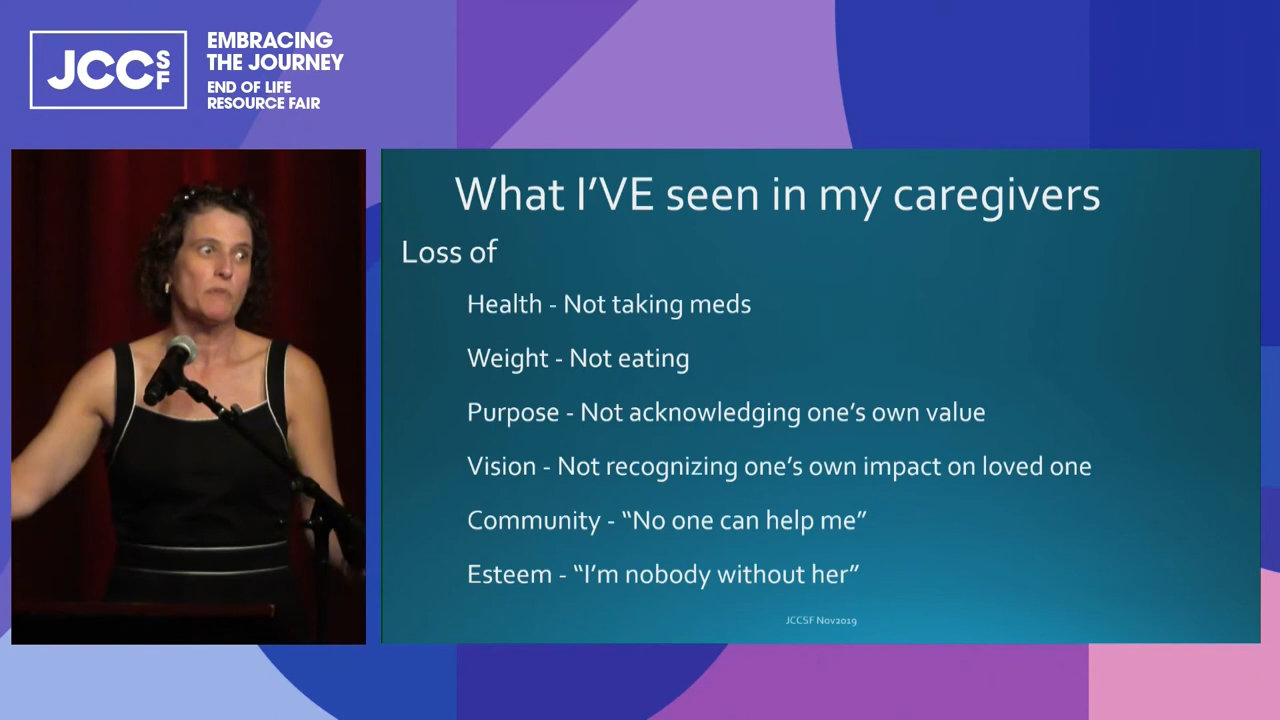 JCCSF
EMBRACING
THE JOURNEY
END OF LIFE
RESOURCE FAIR
What I’VE seen in my caregivers
Loss of
Health - Not taking meds
Weight - Not eating
Purpose - Not acknowledging one’s own value
Vision - Not recognizing one’s own impact on loved one
Community - “No one can help me”
Esteem - “I’m nobody without her”
JCCSF Nov2019